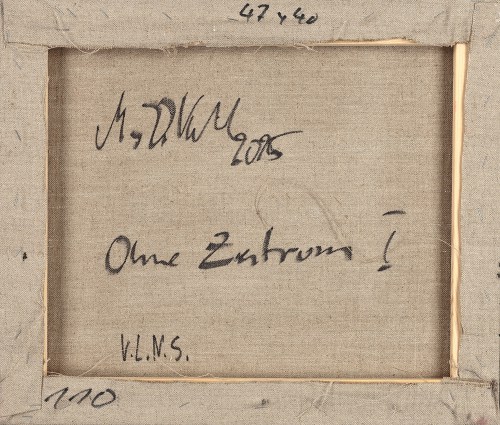 47 x 40
2015
Ohne Zentrum I
V.L.N.S.
110